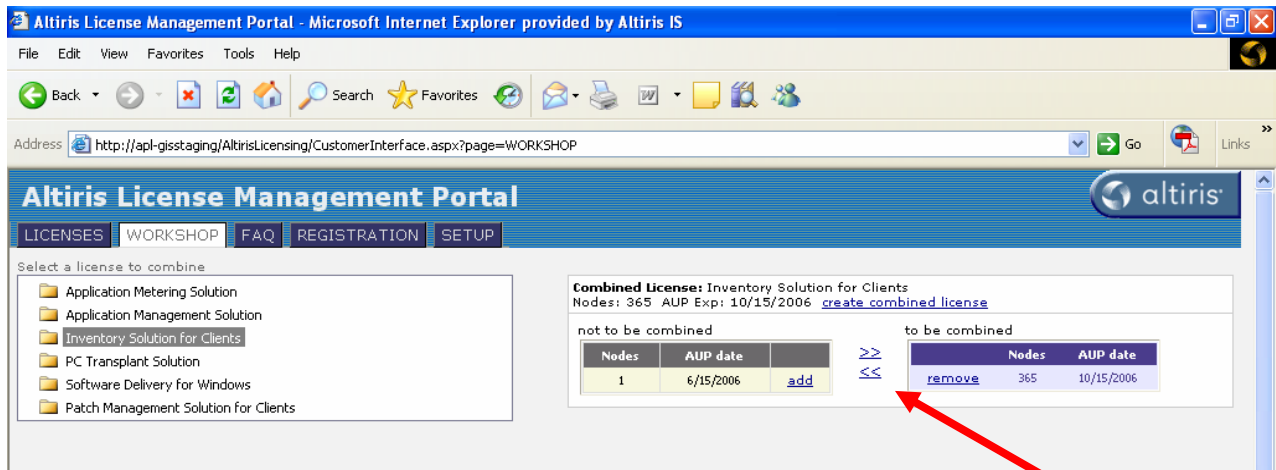 Altiris License Management Portal - Microsoft Internet Explorer provided by Altiris IS
File Edit View Favorites Tools Help
Back Search Favorites
Address http://apl-gisstaging/AltirisLicensing/CustomerInterface.aspx?page=WORKSHOP Go Links »
Altiris License Management Portal altiris
LICENSES WORKSHOP FAQ REGISTRATION SETUP
Select a license to combine
Application Metering Solution
Application Management Solution
Inventory Solution for Clients
PC Transplant Solution
Software Delivery for Windows
Patch Management Solution for Clients
Combined License: Inventory Solution for Clients
Nodes: 365 AUP Exp: 10/15/2006 create combined license
not to be combined
Nodes AUP date
1 6/15/2006 add
>>
<<
to be combined
Nodes AUP date
remove 365 10/15/2006